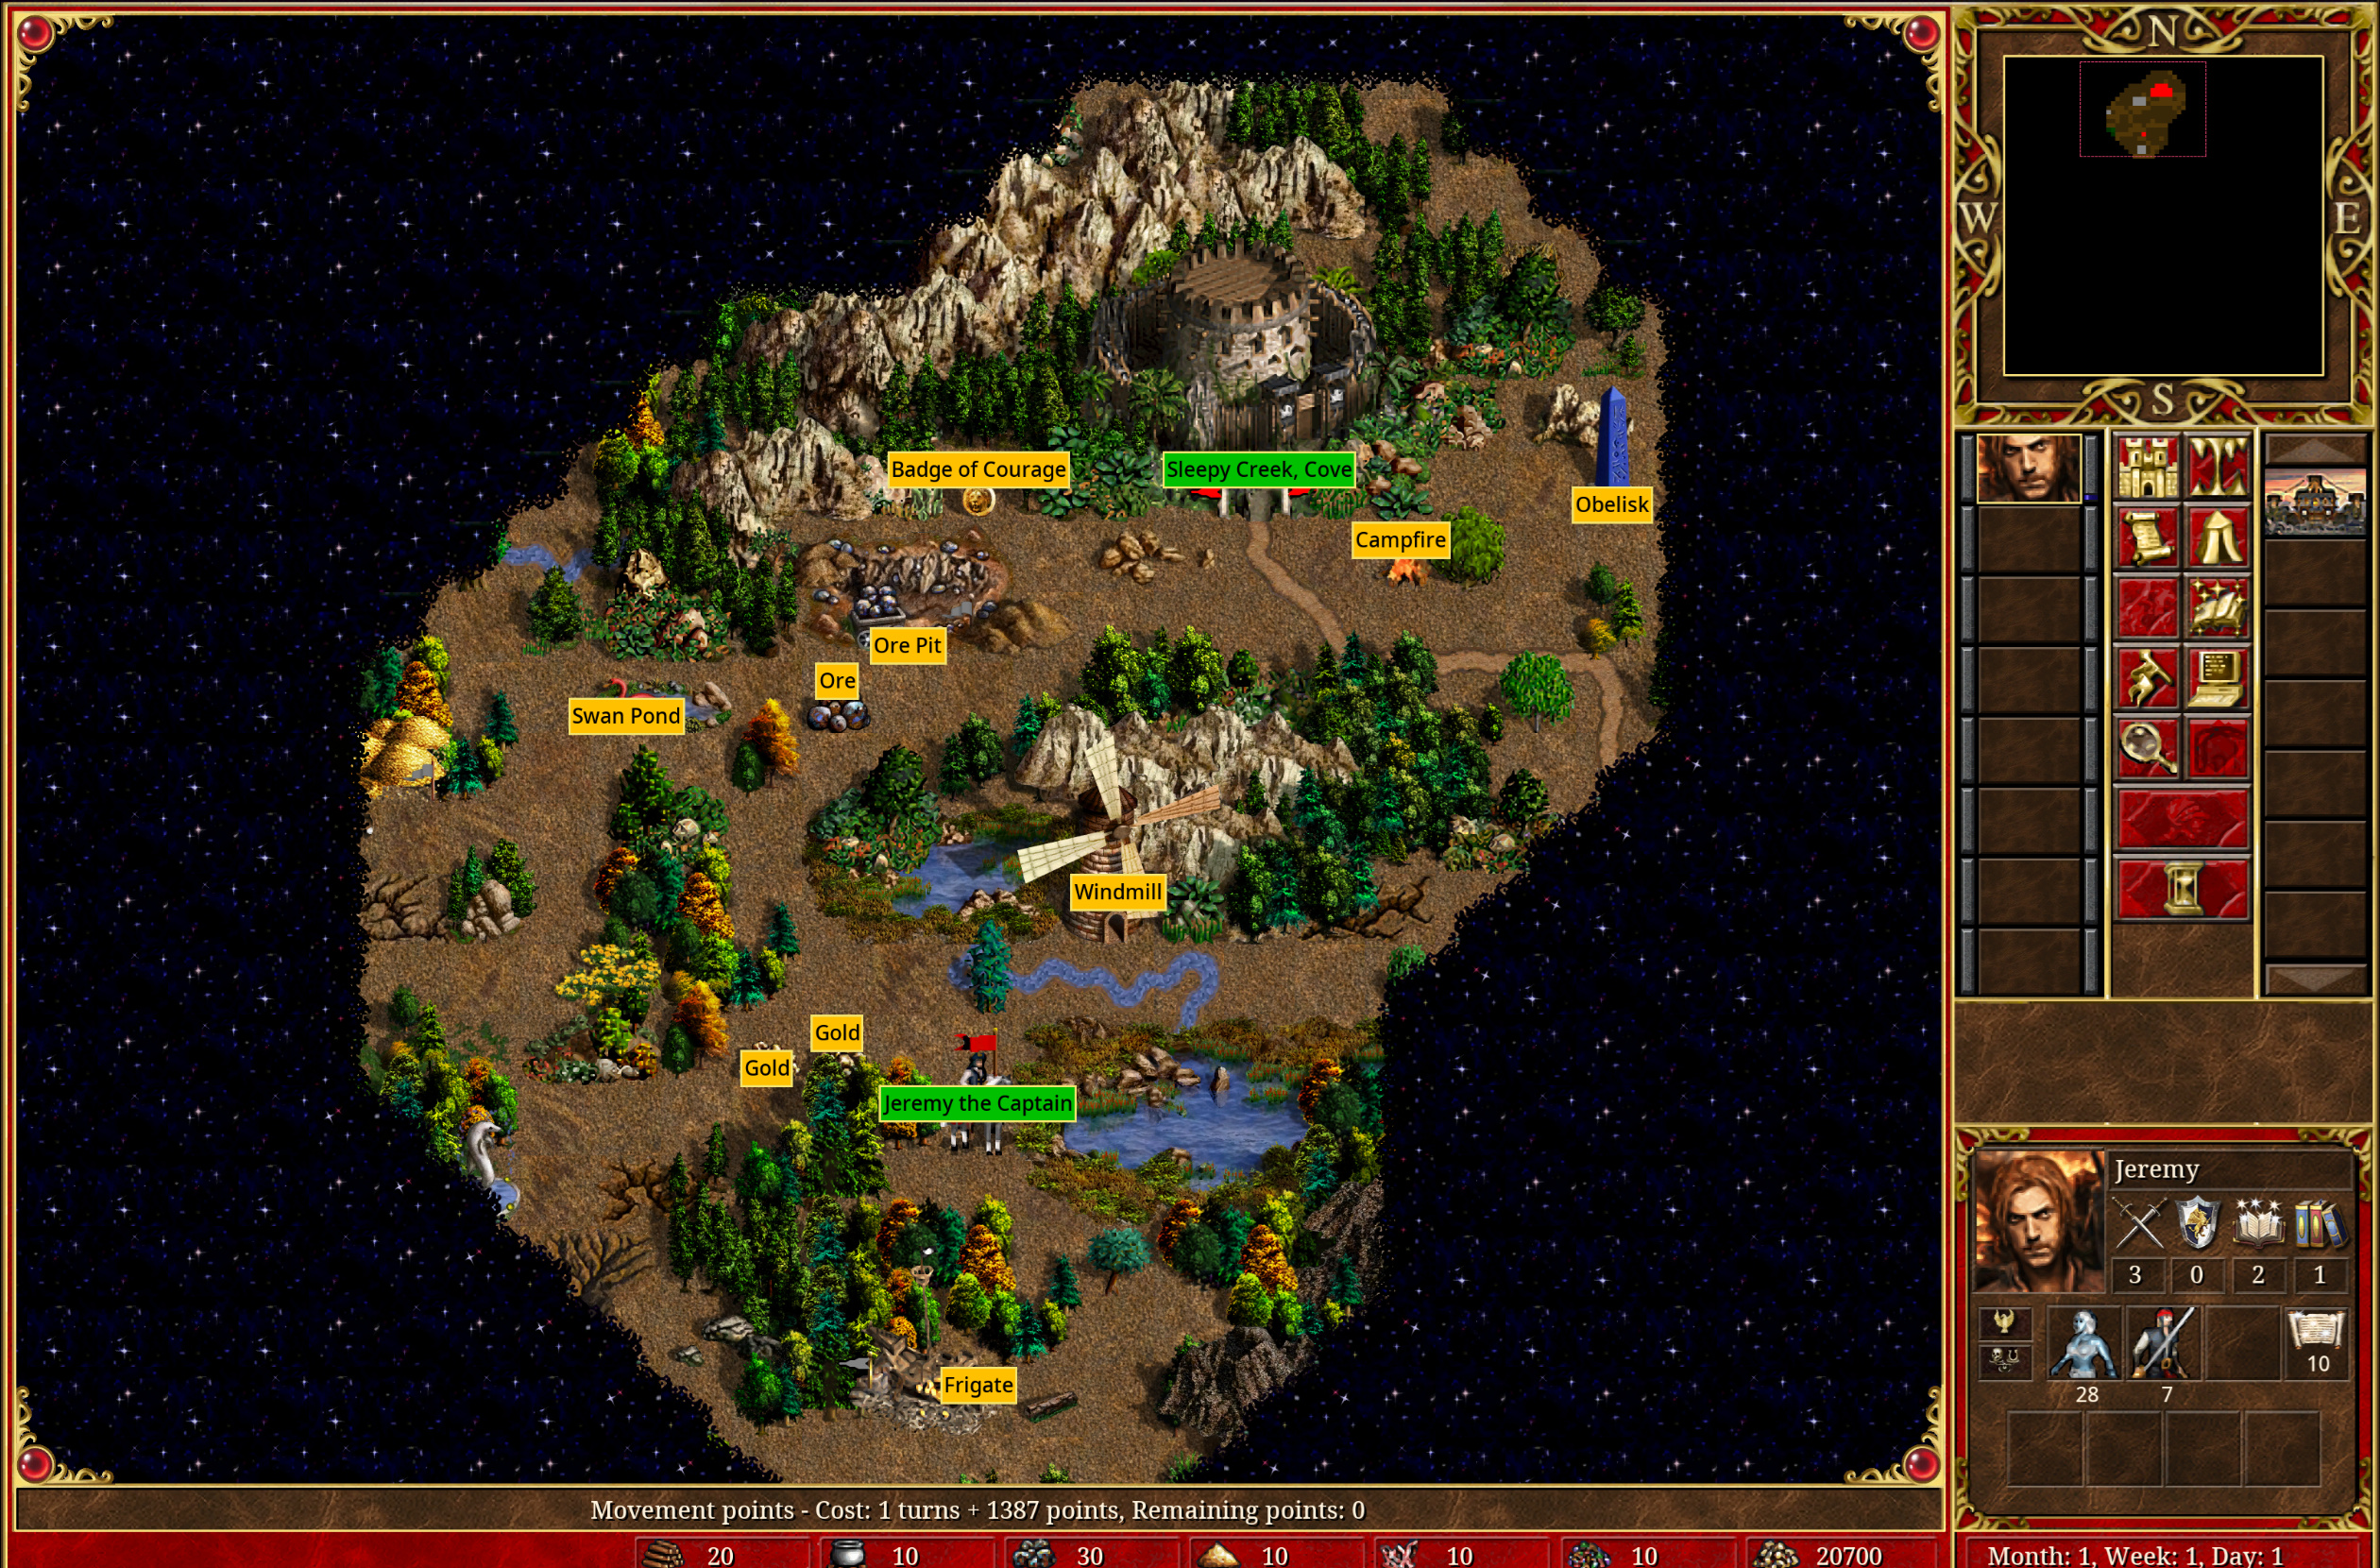 N
W
E
S
Badge of Courage
Sleepy Creek, Cove
Obelisk
Campfire
Ore Pit
Ore
Swan Pond
Windmill
Gold
Gold
Jeremy the Captain
Frigate
Jeremy
3 0 2 1
10
28 7
Movement points - Cost: 1 turns + 1387 points, Remaining points: 0
20 10 30 10 10 10 20700
Month: 1, Week: 1, Day: 1